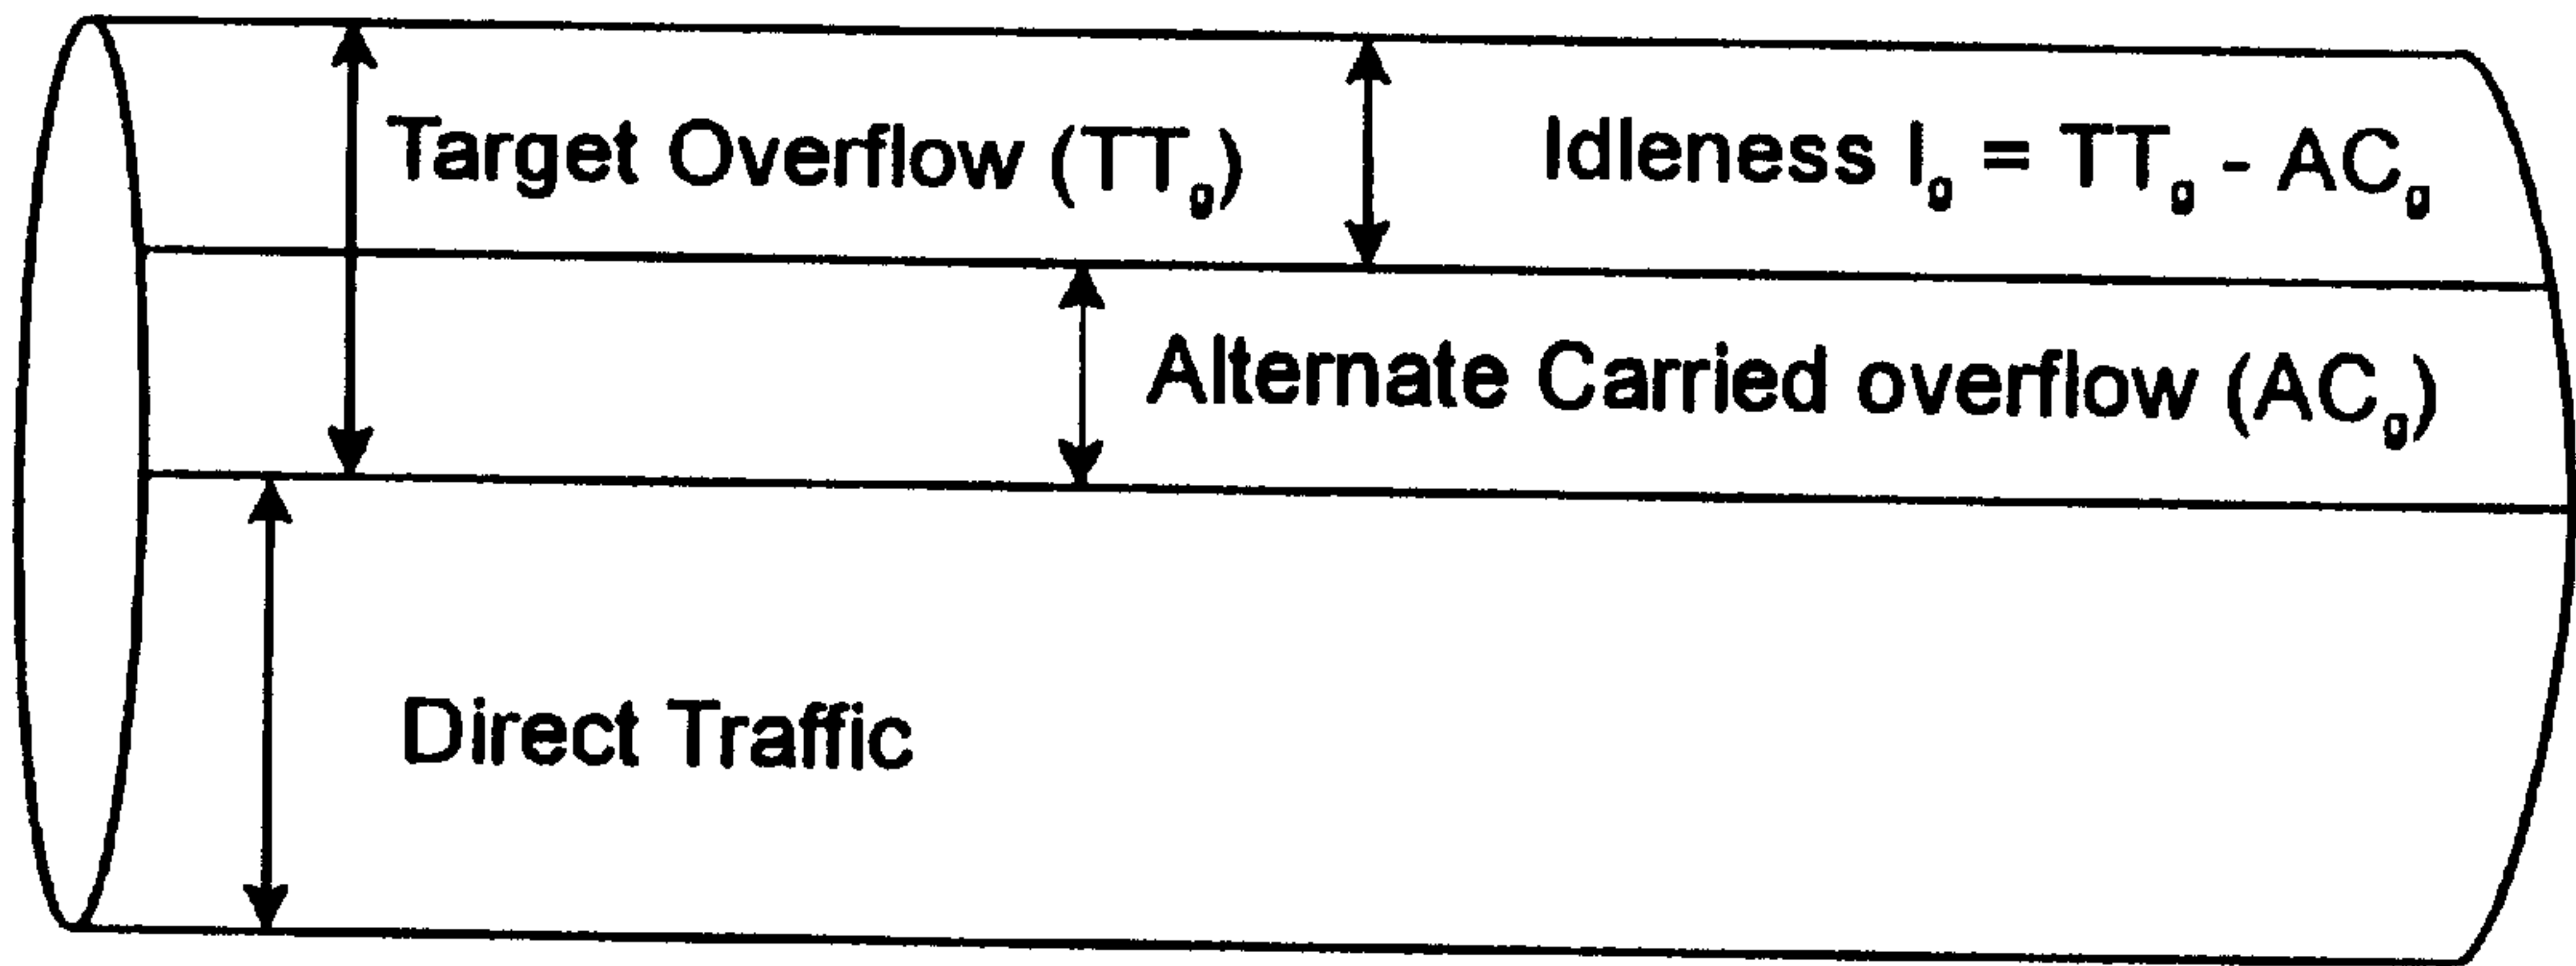 Target Overflow (TTg)
Idleness Ig = TTg - ACg
Alternate Carried overflow (ACg)
Direct Traffic